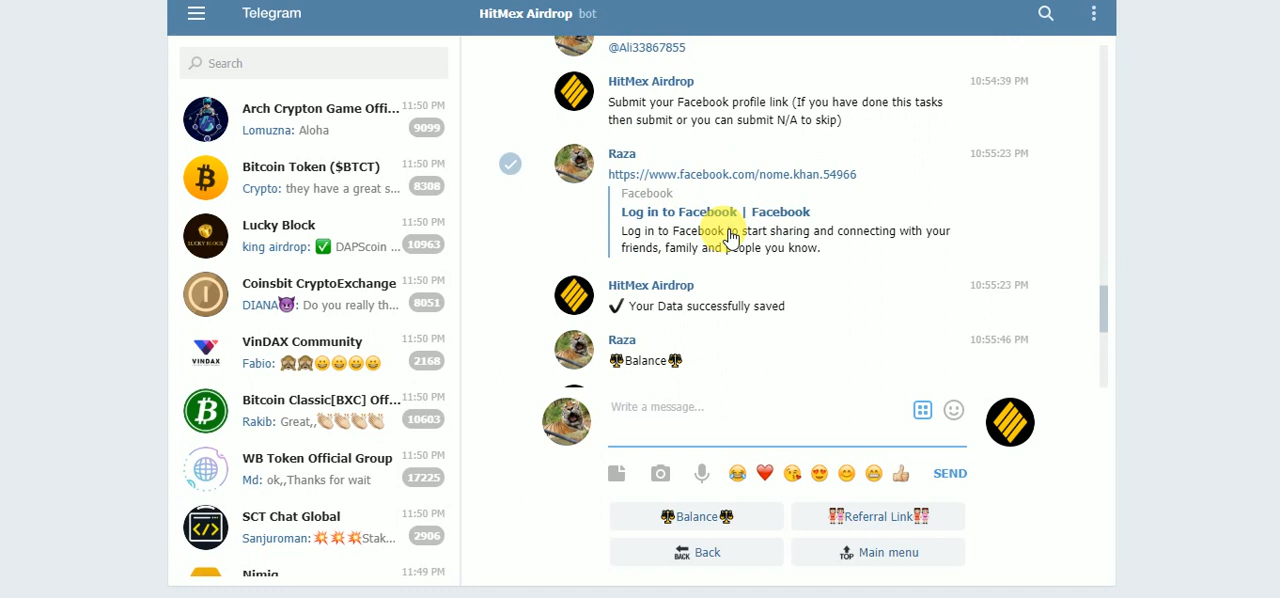 Telegram
HitMex Airdrop bot
Search
Arch Crypton Game Offi... 11:50 PM
Lomuzna: Aloha 9099
Bitcoin Token ($BTCT) 11:50 PM
Crypto: they have a great s... 8308
Lucky Block 11:50 PM
LUCKY BLOCK
king airdrop: ✅ DAPScoin ... 10963
Coinsbit CryptoExchange 11:50 PM
DIANA😈: Do you really th... 8051
VinDAX Community 11:50 PM
VINDAX
Fabio: 🙈🙈😀😀😀😀 2168
Bitcoin Classic[BXC] Off... 11:50 PM
Rakib: Great,,👏👏👏👏 10603
WB Token Official Group 11:50 PM
Md: ok,,Thanks for wait 17225
SCT Chat Global 11:50 PM
Sanjuroman: 💥💥💥Stak... 2906
Nimiq 11:49 PM
@Ali33867855
HitMex Airdrop 10:54:39 PM
Submit your Facebook profile link (If you have done this tasks
then submit or you can submit N/A to skip)
Raza 10:55:23 PM
https://www.facebook.com/nome.khan.54966
Facebook
Log in to Facebook | Facebook
Log in to Facebook to start sharing and connecting with your
friends, family and people you know.
HitMex Airdrop 10:55:23 PM
✔ Your Data successfully saved
Raza 10:55:46 PM
⚖Balance⚖
Write a message...
SEND
⚖Balance⚖
👭Referral Link👭
🔙 BACK Back
🔝 TOP Main menu